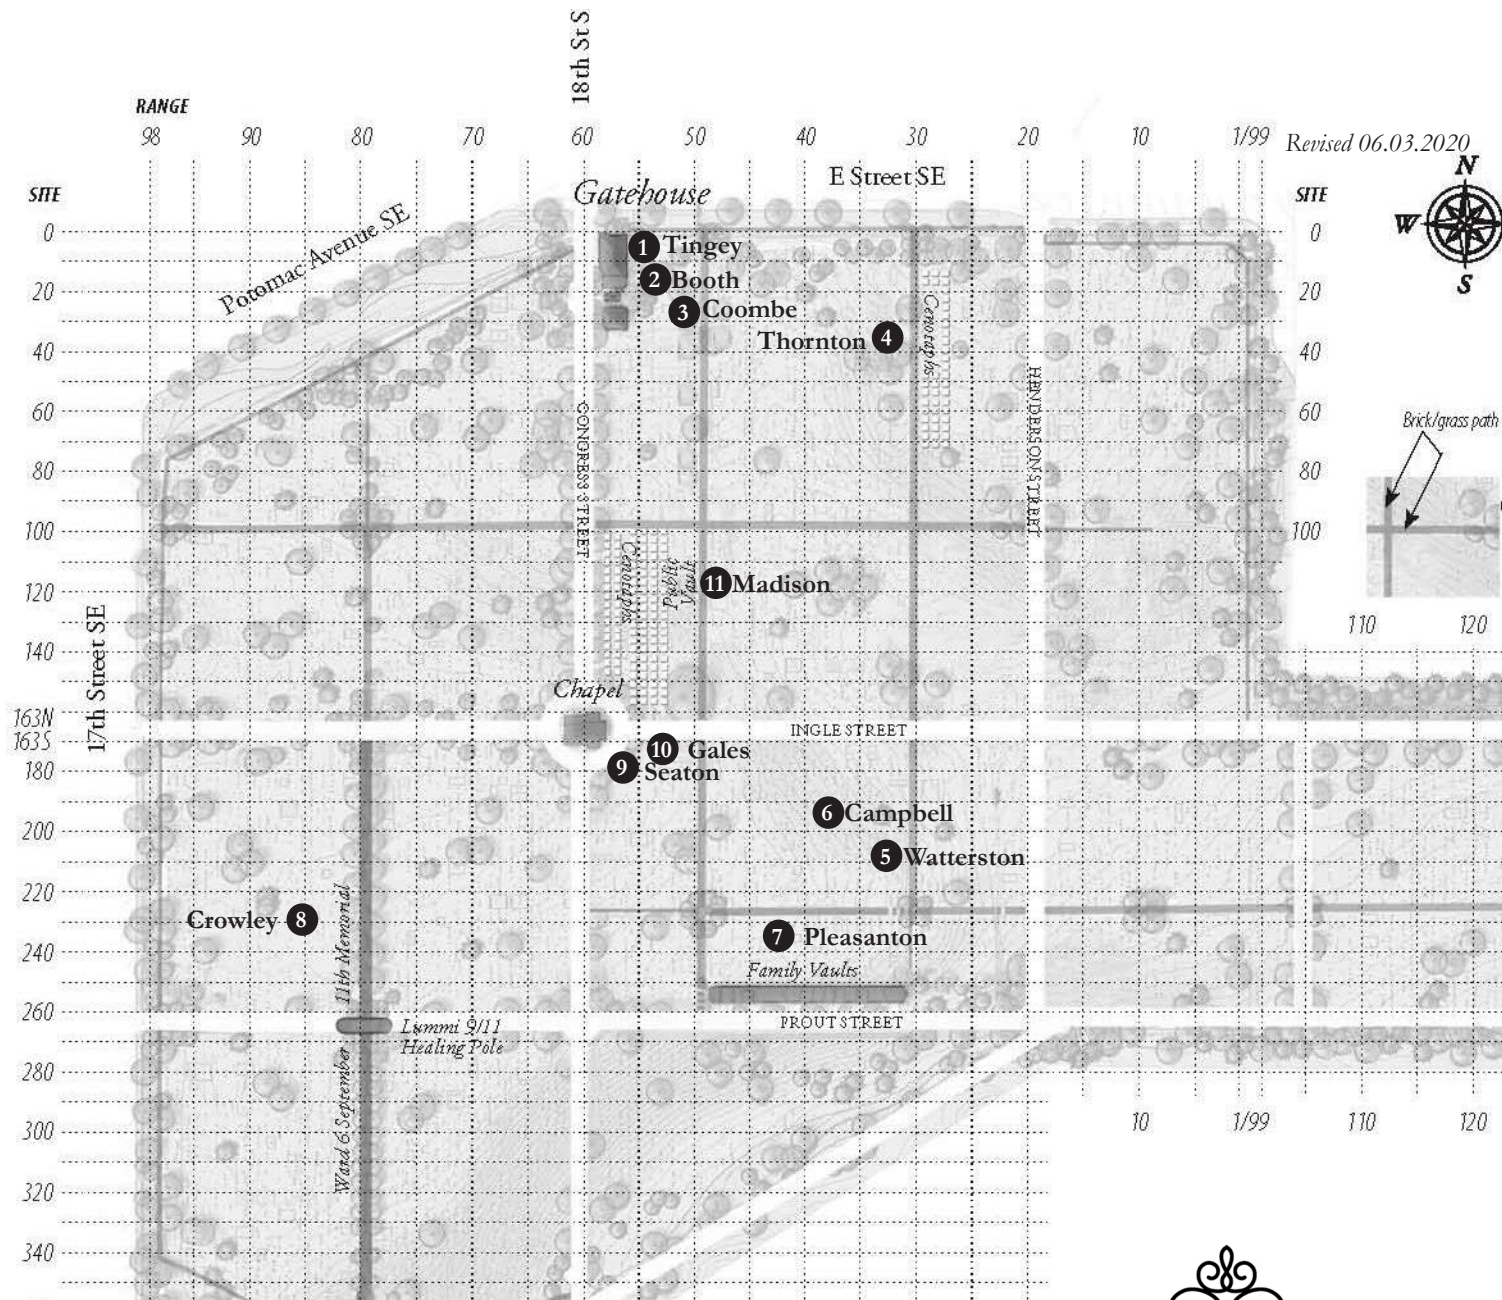 18th St S
RANGE
98 90 80 70 60 50 40 30 20 10 1/99
Revised 06.03.2020
N
W
S
SITE
SITE
E Street SE
Gatehouse
Potomac Avenue SE
0
20
40
60
80
100
120
140
163N
163S
180
200
220
240
260
280
300
320
340
0
20
40
60
80
100
1 Tingey
2 Booth
3 Coombe
Thornton 4
Cenotaphs
CONGRESS STREET
HENDERSON STREET
Brick/grass path
110 120
Cenotaphs
Public
Vault
11 Madison
17th Street SE
Chapel
INGLE STREET
10 Gales
9 Seaton
6 Campbell
5 Watterston
Crowley 8
7 Pleasanton
Family Vaults
PROUT STREET
Ward 6 September 11th Memorial
Lummi 9/11
Healing Pole
10 1/99 110 120